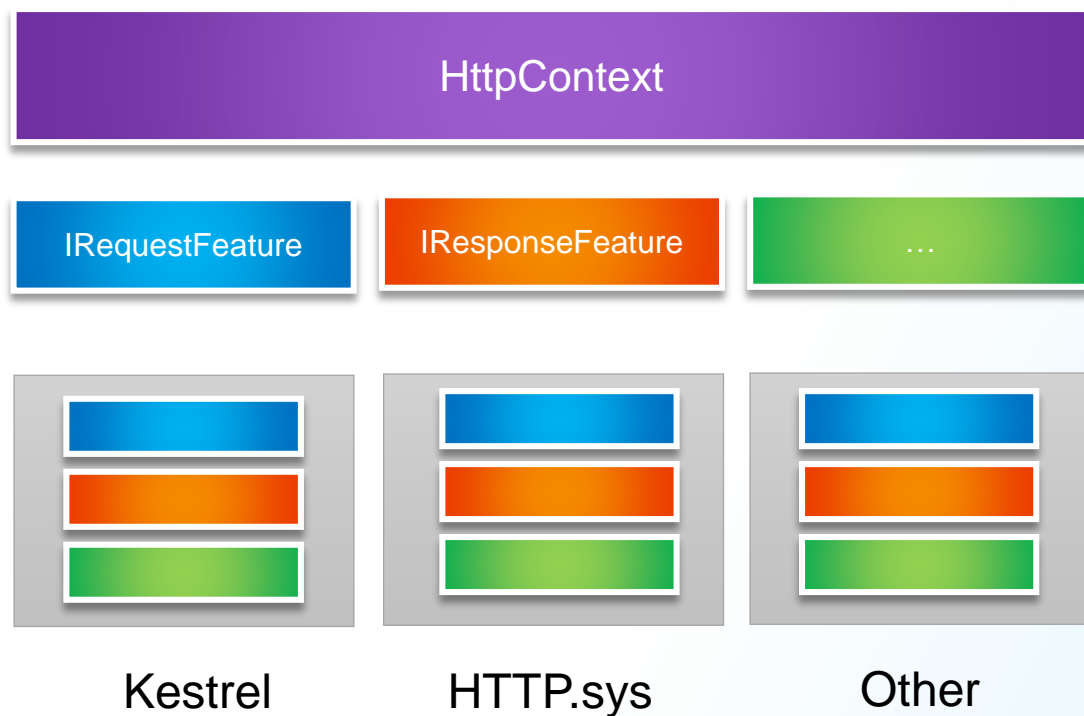 HttpContext
IRequestFeature
IResponseFeature
…
Kestrel
HTTP.sys
Other